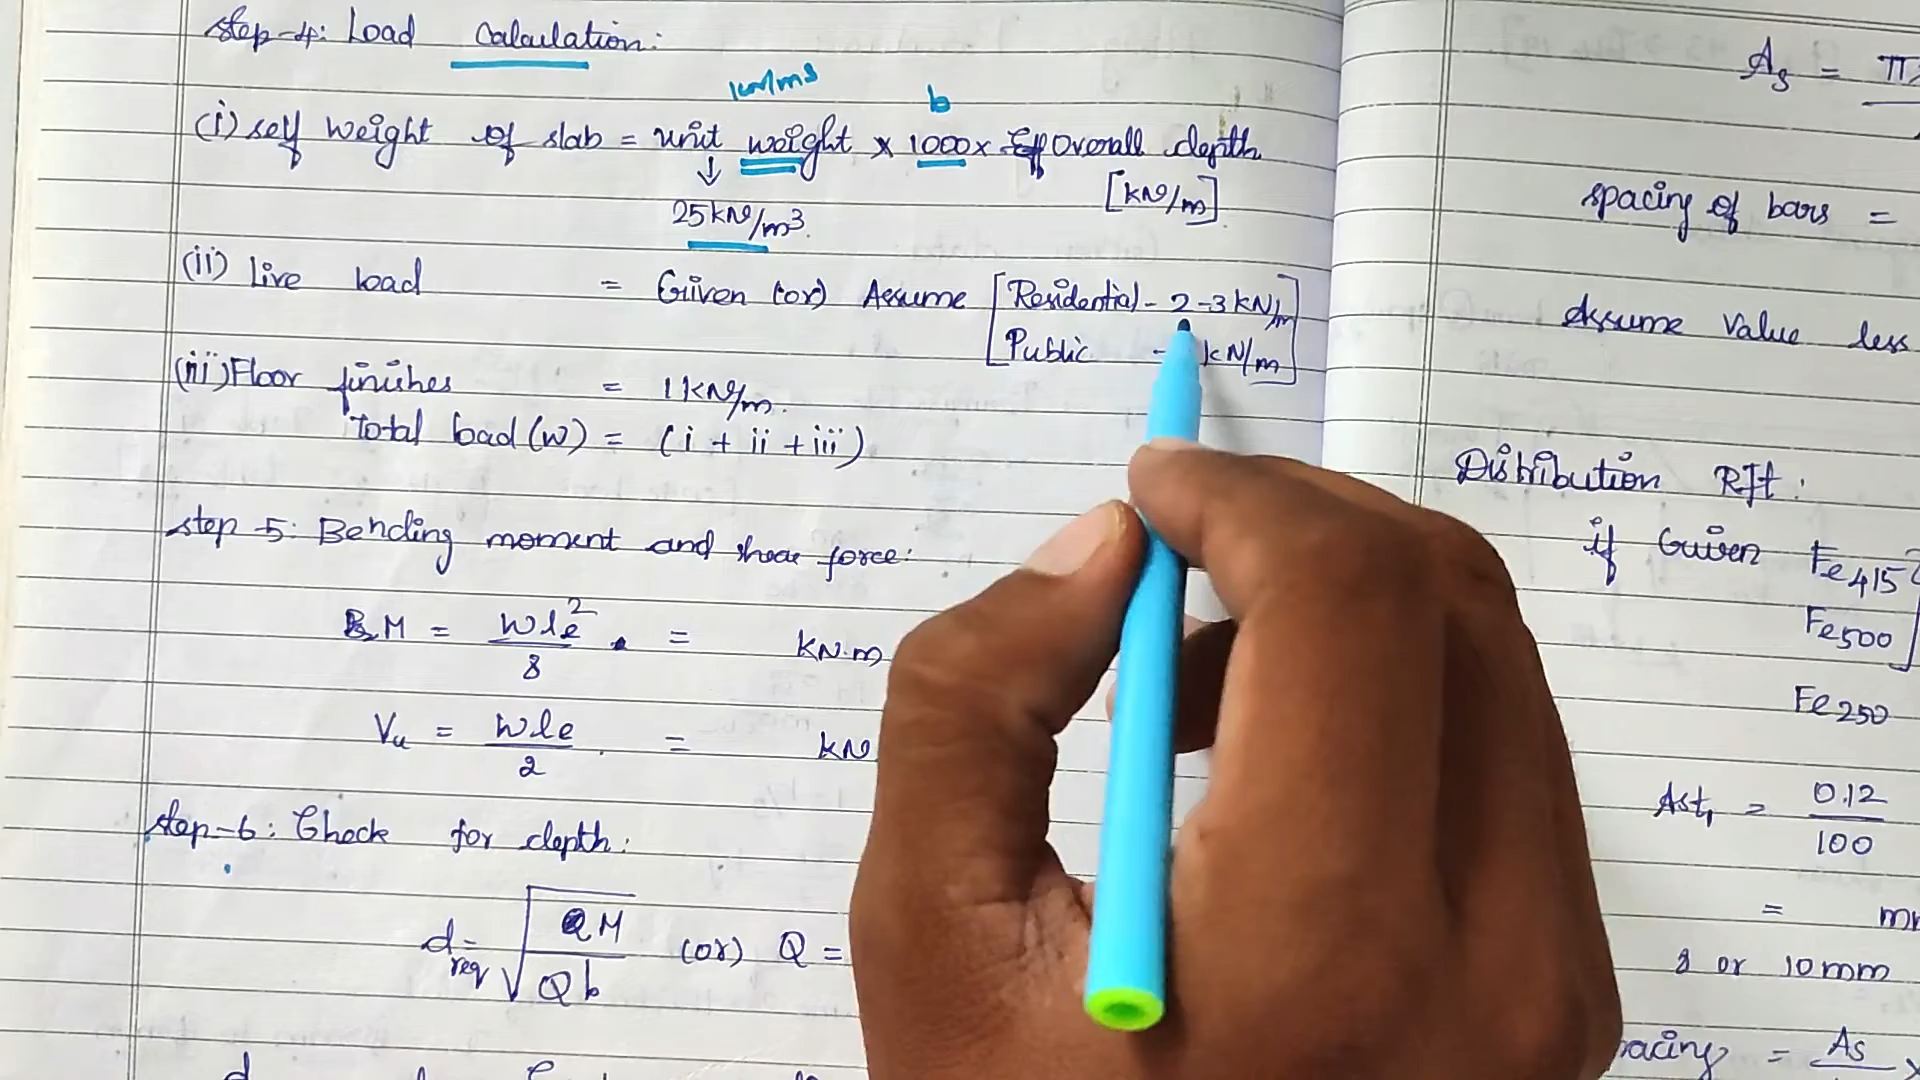 step-4: Load Calculation:
kN/m3 b
(i) self weight of slab = unit weight × 1000 × Overall depth
↓ [kN/m]
25kN/m3.
(ii) Live load = Given (or) Assume [Residential - 2-3 kN/m
Public - kN/m]
(iii) Floor finishes = 1 kN/m.
Total load (w) = (i + ii + iii)
step-5: Bending moment and shear force:
BM = wle²/8 = kN.m
Vu = wle/2 = kN
step-6: Check for depth:
d req = √ M/Qb (or) Q =
d
As = π
spacing of bars =
Assume value less
Distribution Rft:
if Given Fe415
Fe500]
Fe250
Ast1 = 0.12/100
= m
8 or 10mm
pacing = As